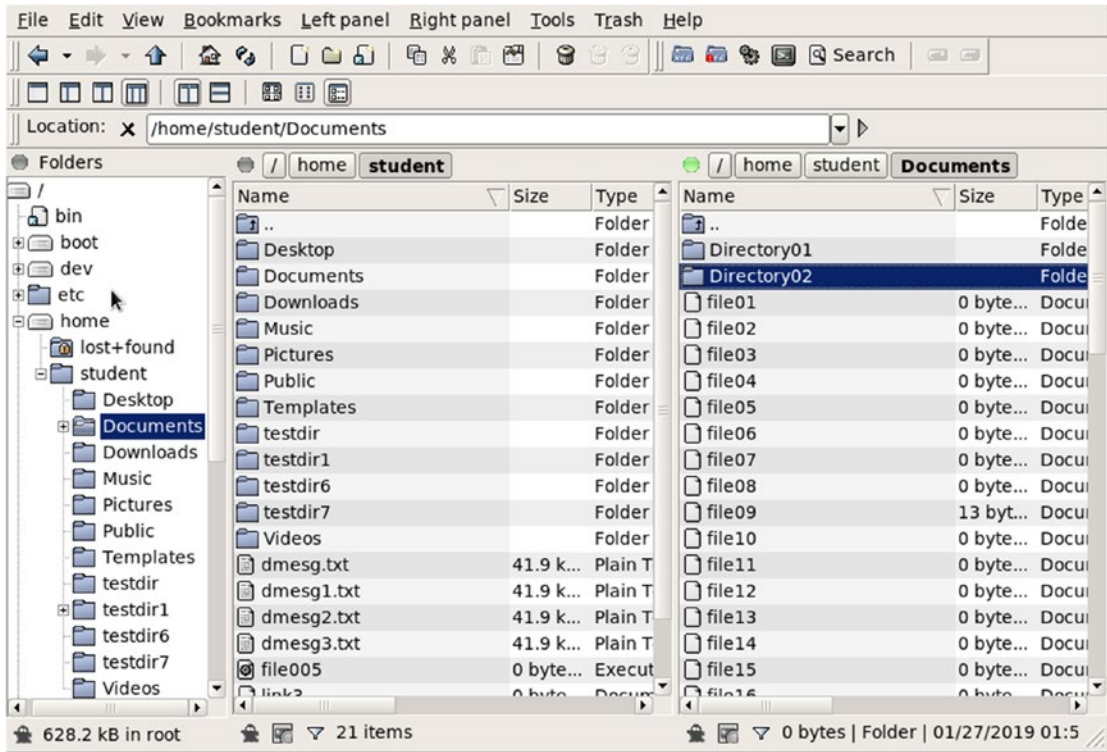 File Edit View Bookmarks Left panel Right panel Tools Trash Help
Search
Location: /home/student/Documents
Folders
/
bin
boot
dev
etc
home
lost+found
student
Desktop
Documents
Downloads
Music
Pictures
Public
Templates
testdir
testdir1
testdir6
testdir7
Videos
628.2 kB in root
/ home student
Name Size Type
.. Folder
Desktop Folder
Documents Folder
Downloads Folder
Music Folder
Pictures Folder
Public Folder
Templates Folder
testdir Folder
testdir1 Folder
testdir6 Folder
testdir7 Folder
Videos Folder
dmesg.txt 41.9 k... Plain T
dmesg1.txt 41.9 k... Plain T
dmesg2.txt 41.9 k... Plain T
dmesg3.txt 41.9 k... Plain T
file005 0 byte... Execut
link3 0 byte... Docum
21 items
/ home student Documents
Name Size Type
.. Folde
Directory01 Folde
Directory02 Folde
file01 0 byte... Docu
file02 0 byte... Docu
file03 0 byte... Docu
file04 0 byte... Docu
file05 0 byte... Docu
file06 0 byte... Docu
file07 0 byte... Docu
file08 0 byte... Docu
file09 13 byt... Docu
file10 0 byte... Docu
file11 0 byte... Docu
file12 0 byte... Docu
file13 0 byte... Docu
file14 0 byte... Docu
file15 0 byte... Docu
file16 0 byte... Docu
0 bytes | Folder | 01/27/2019 01:5